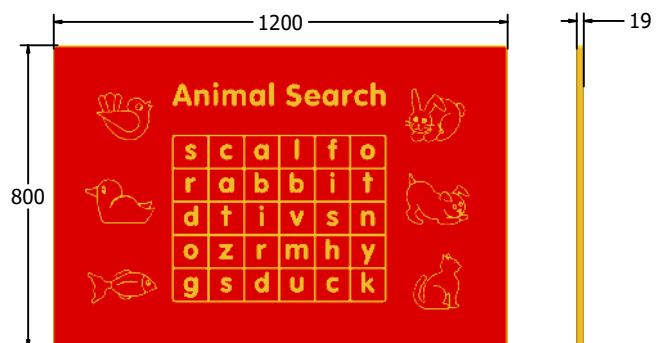 1200
19
Animal Search
800
s c a l f o
r a b b i t
d t i v s n
o z r m h y
g s d u c k